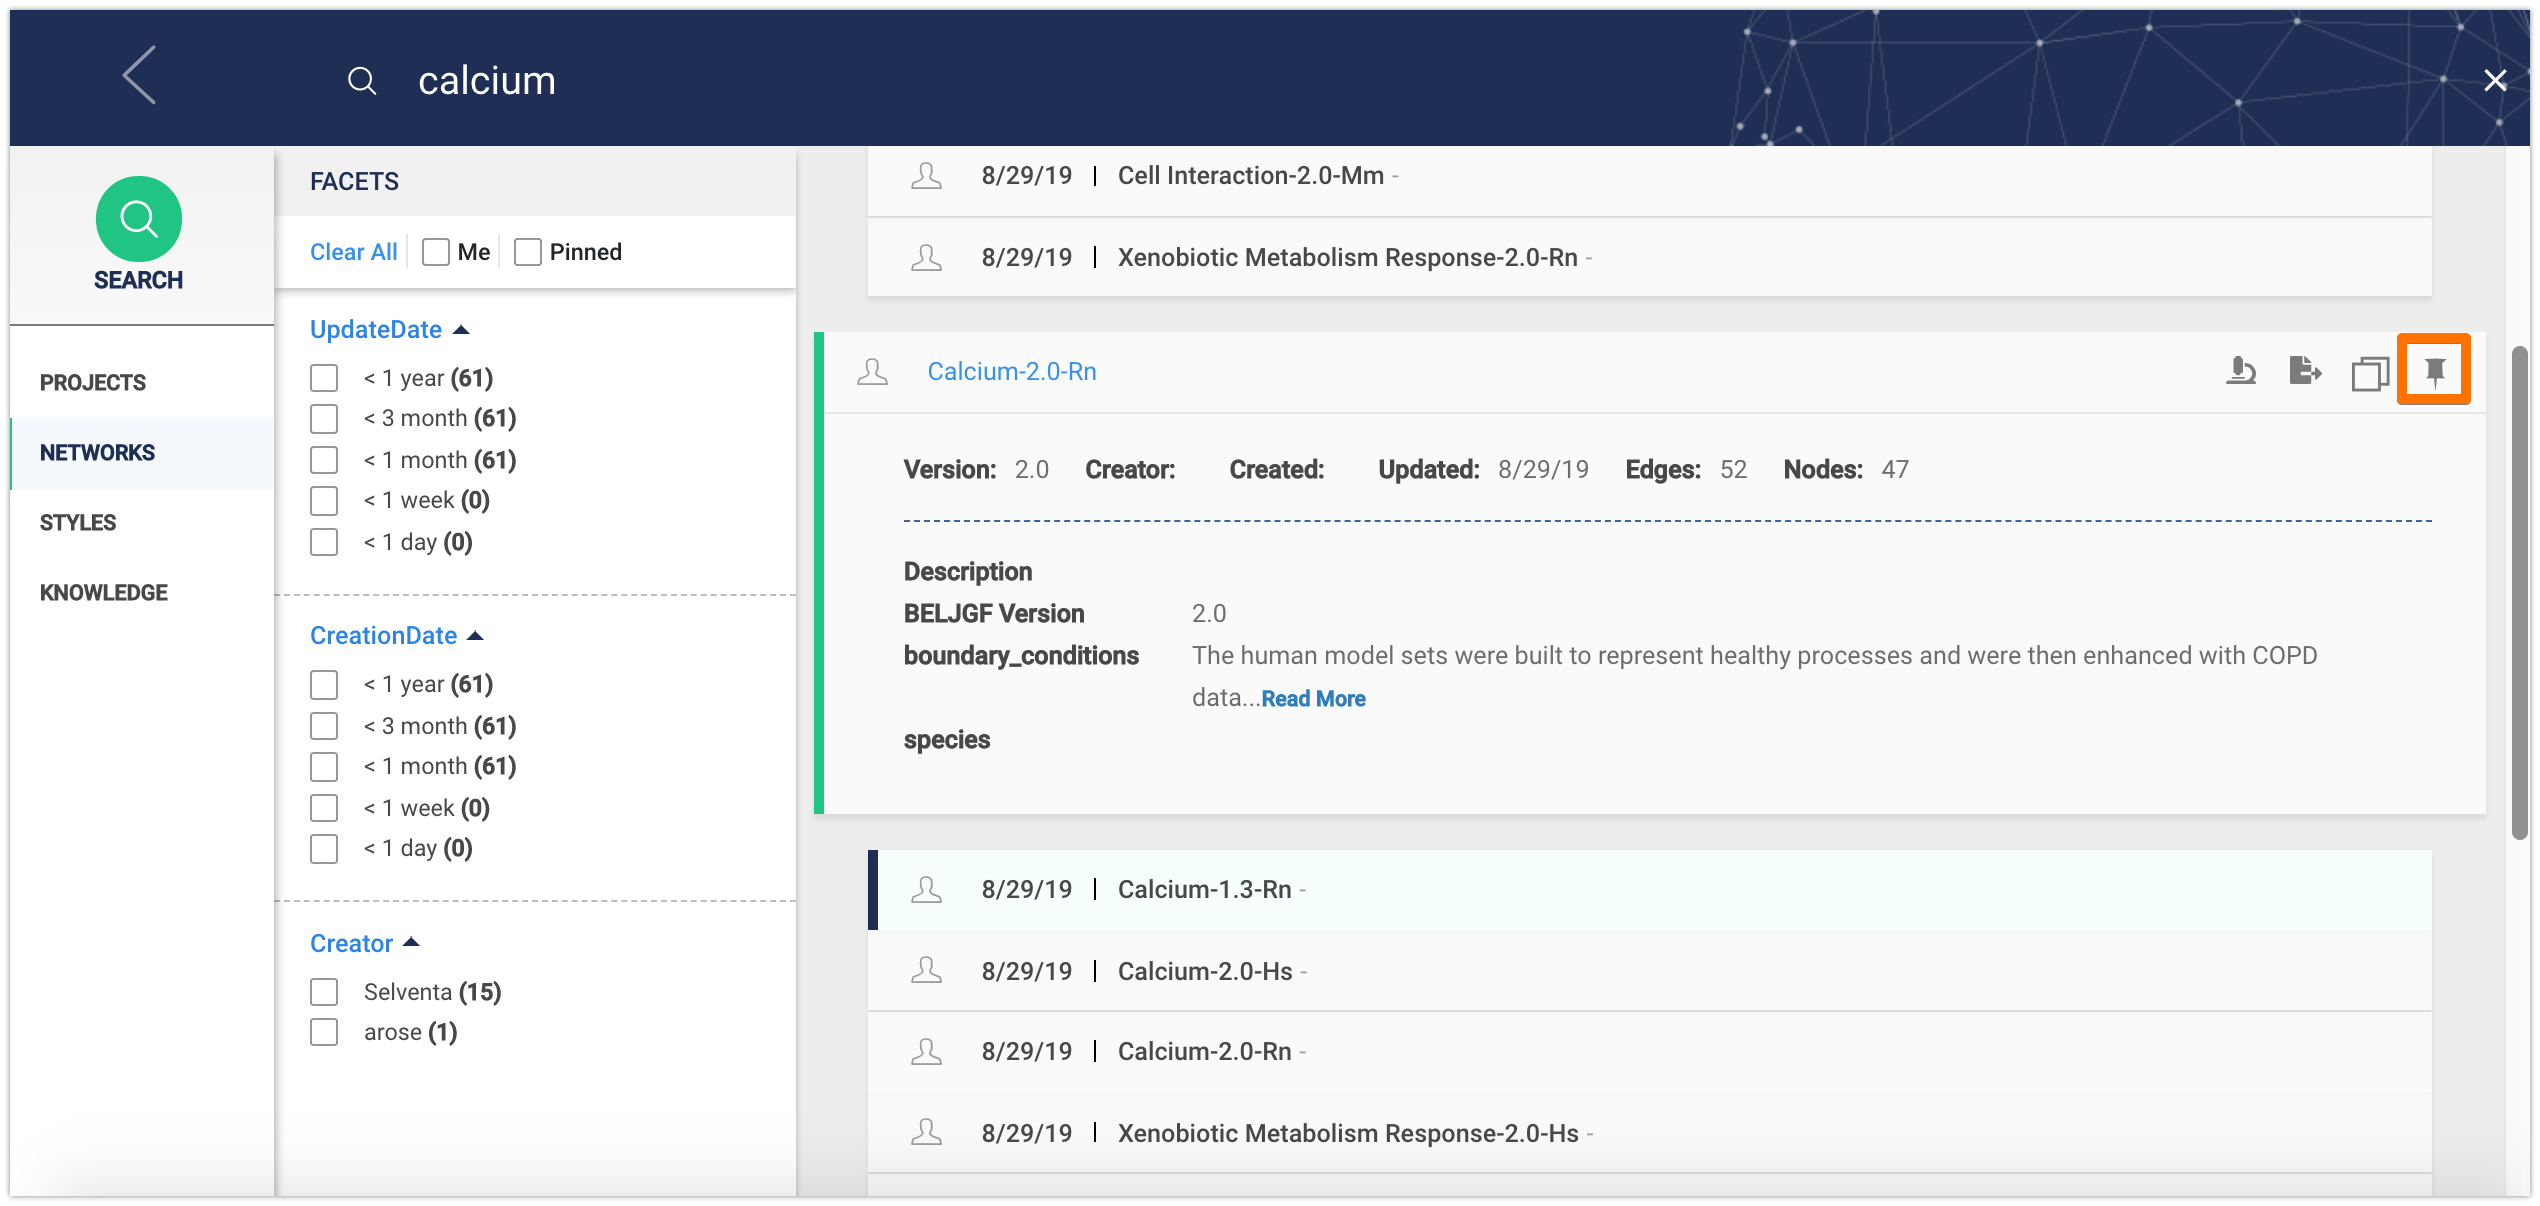 calcium
SEARCH
PROJECTS
NETWORKS
STYLES
KNOWLEDGE
FACETS
Clear All
Me
Pinned
UpdateDate
< 1 year (61)
< 3 month (61)
< 1 month (61)
< 1 week (0)
< 1 day (0)
CreationDate
< 1 year (61)
< 3 month (61)
< 1 month (61)
< 1 week (0)
< 1 day (0)
Creator
Selventa (15)
arose (1)
8/29/19 | Cell Interaction-2.0-Mm -
8/29/19 | Xenobiotic Metabolism Response-2.0-Rn -
Calcium-2.0-Rn
Version: 2.0 Creator: Created: Updated: 8/29/19 Edges: 52 Nodes: 47
Description
BELJGF Version 2.0
boundary_conditions The human model sets were built to represent healthy processes and were then enhanced with COPD
data...Read More
species
8/29/19 | Calcium-1.3-Rn -
8/29/19 | Calcium-2.0-Hs -
8/29/19 | Calcium-2.0-Rn -
8/29/19 | Xenobiotic Metabolism Response-2.0-Hs -